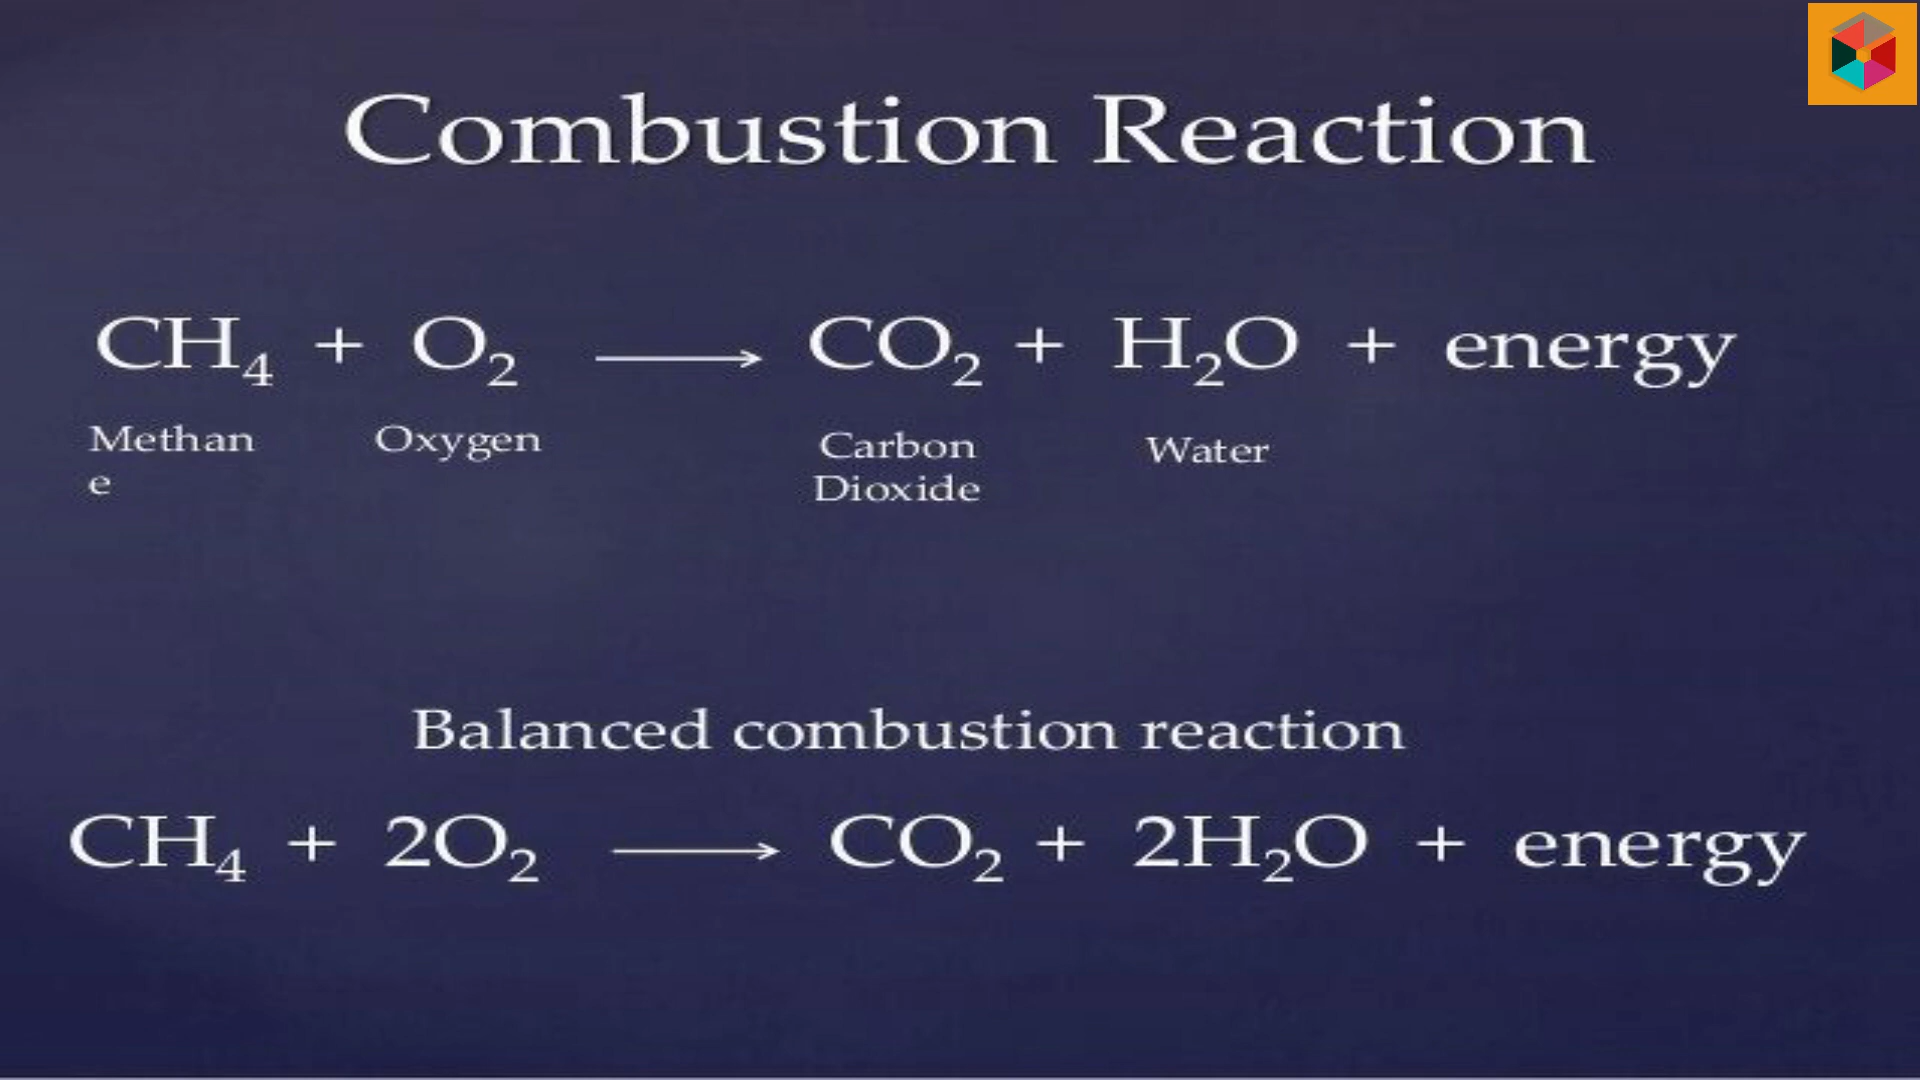 Combustion Reaction
CH₄ + O₂ ⟶ CO₂ + H₂O + energy
Methan Oxygen Carbon Water
e Dioxide
Balanced combustion reaction
CH₄ + 2O₂ ⟶ CO₂ + 2H₂O + energy